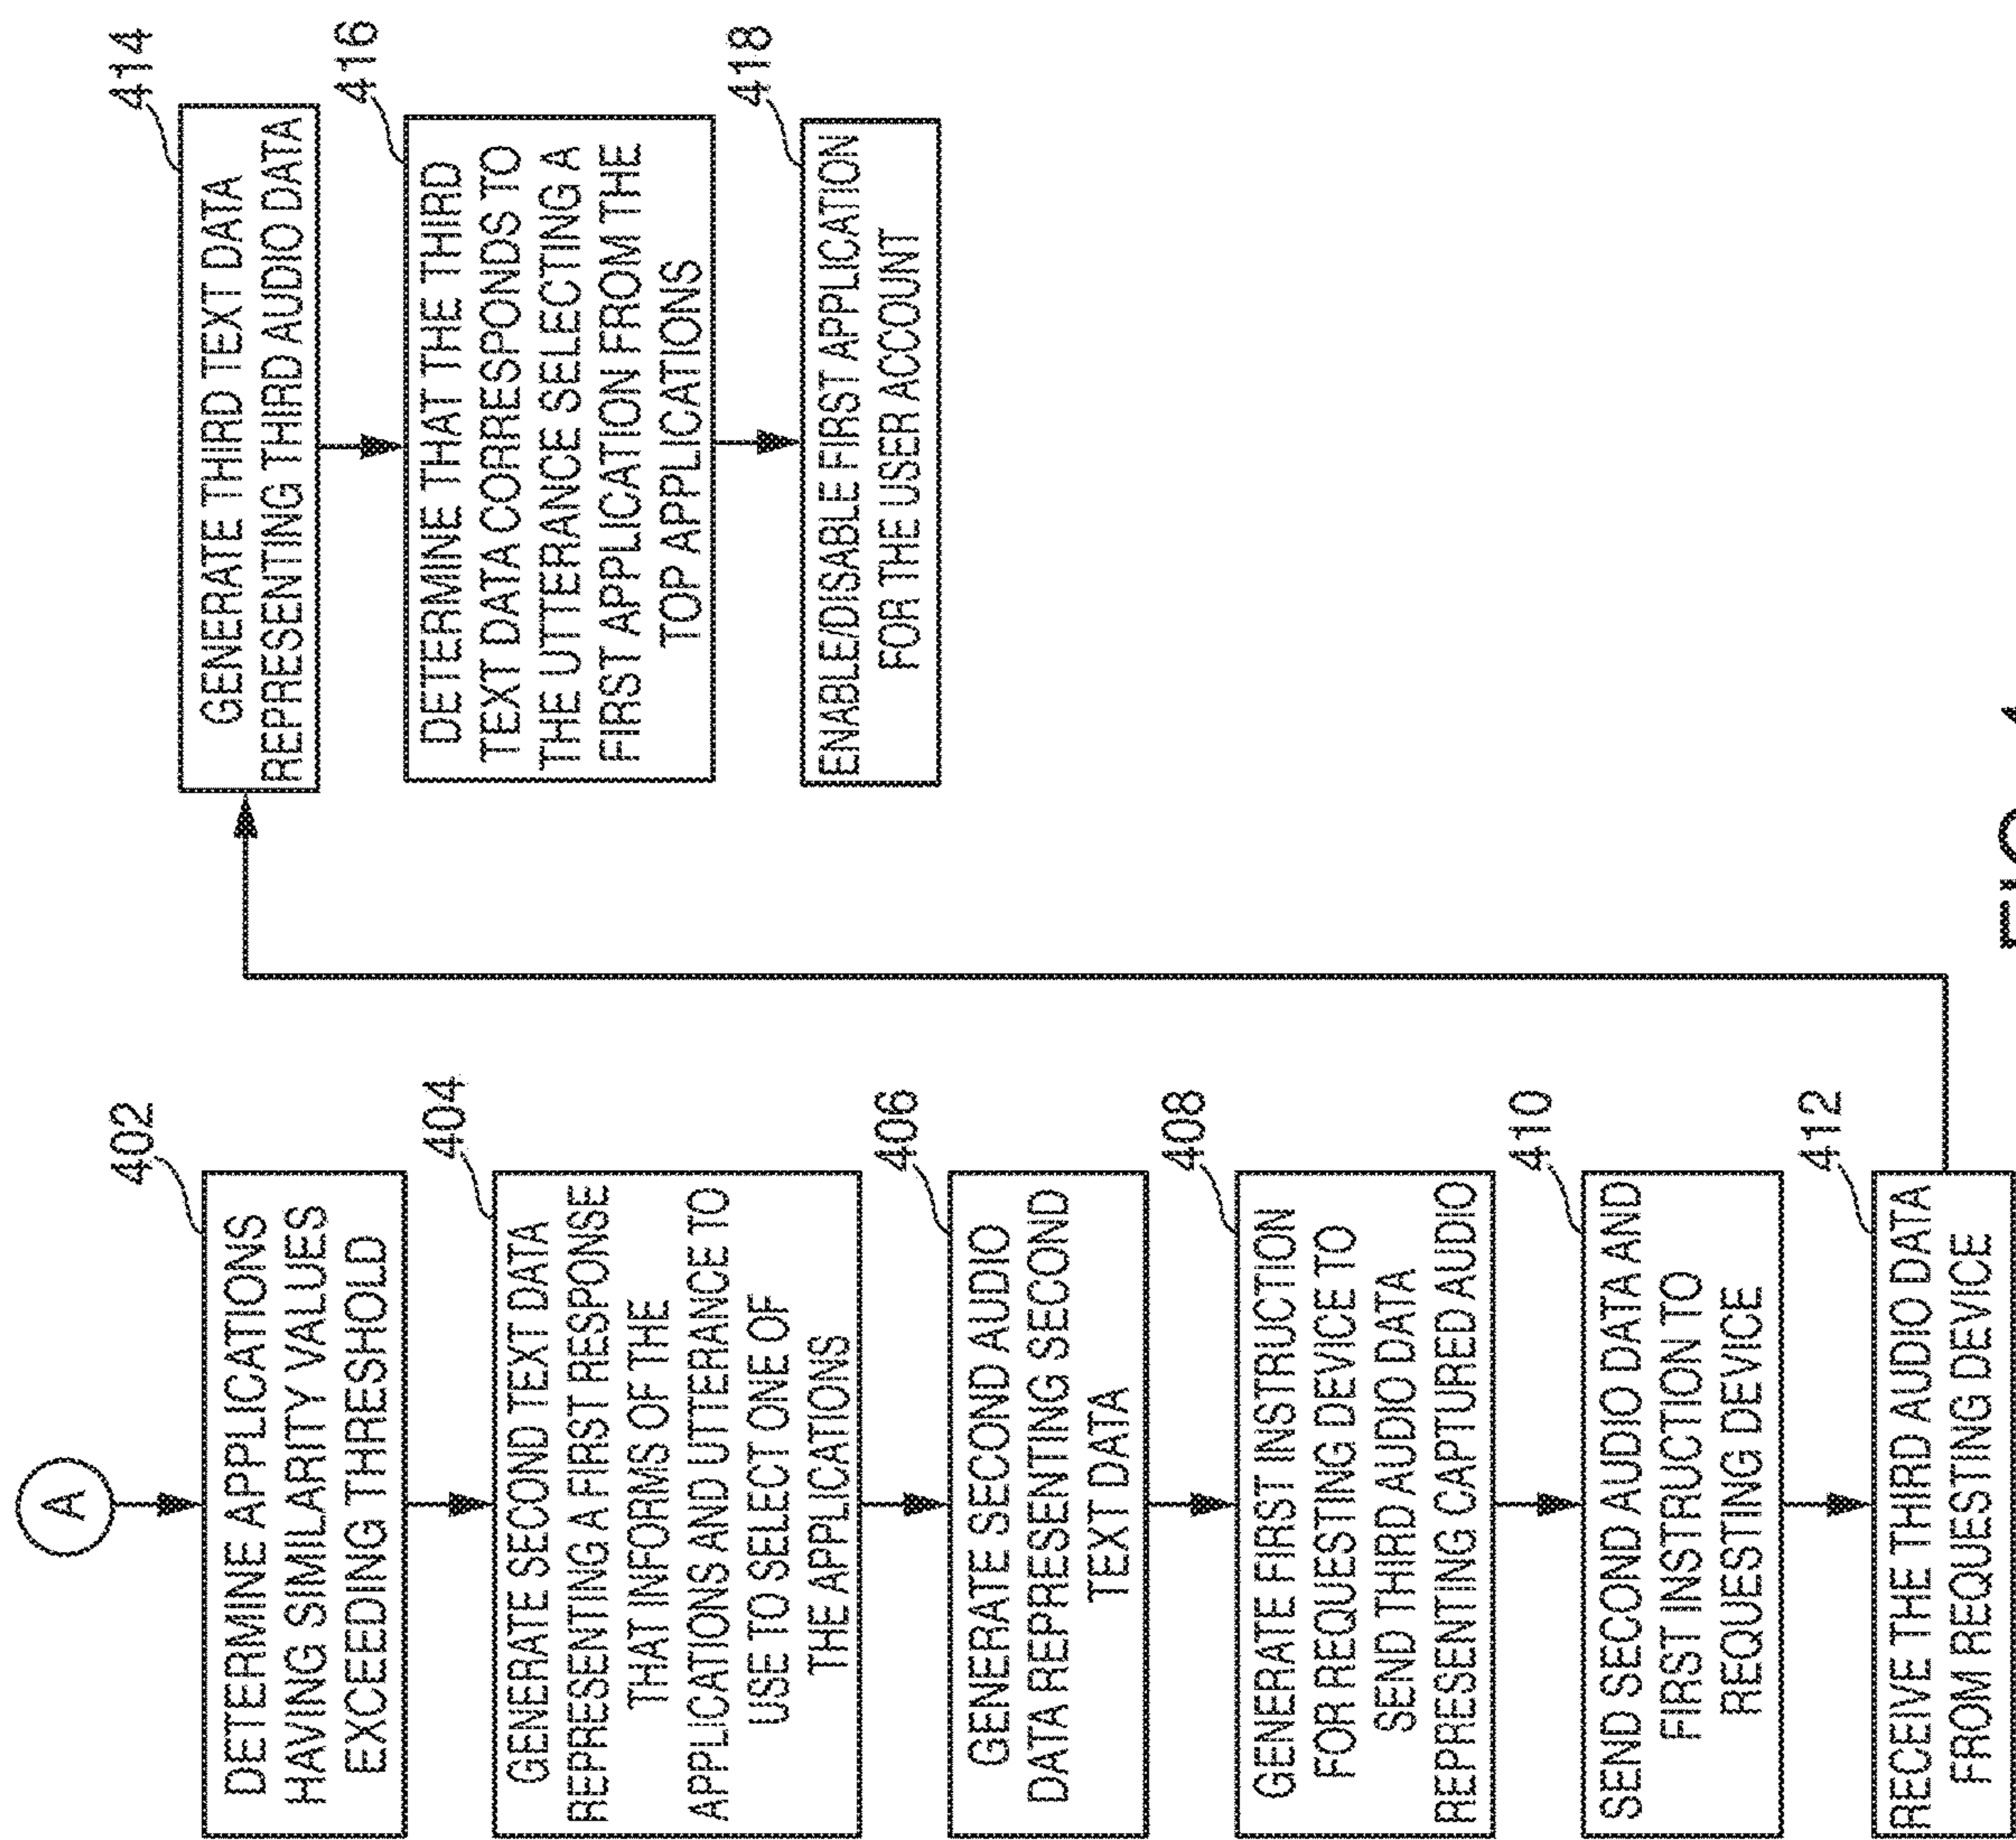 A
402
DETERMINE APPLICATIONS
HAVING SIMILARITY VALUES
EXCEEDING THRESHOLD
404
GENERATE SECOND TEXT DATA
REPRESENTING A FIRST RESPONSE
THAT INFORMS OF THE
APPLICATIONS AND UTTERANCE TO
USE TO SELECT ONE OF
THE APPLICATIONS
406
GENERATE SECOND AUDIO
DATA REPRESENTING SECOND
TEXT DATA
408
GENERATE FIRST INSTRUCTION
FOR REQUESTING DEVICE TO
SEND THIRD AUDIO DATA
REPRESENTING CAPTURED AUDIO
410
SEND SECOND AUDIO DATA AND
FIRST INSTRUCTION TO
REQUESTING DEVICE
412
RECEIVE THE THIRD AUDIO DATA
FROM REQUESTING DEVICE
414
GENERATE THIRD TEXT DATA
REPRESENTING THIRD AUDIO DATA
416
DETERMINE THAT THE THIRD
TEXT DATA CORRESPONDS TO
THE UTTERANCE SELECTING A
FIRST APPLICATION FROM THE
TOP APPLICATIONS
418
ENABLE/DISABLE FIRST APPLICATION
FOR THE USER ACCOUNT